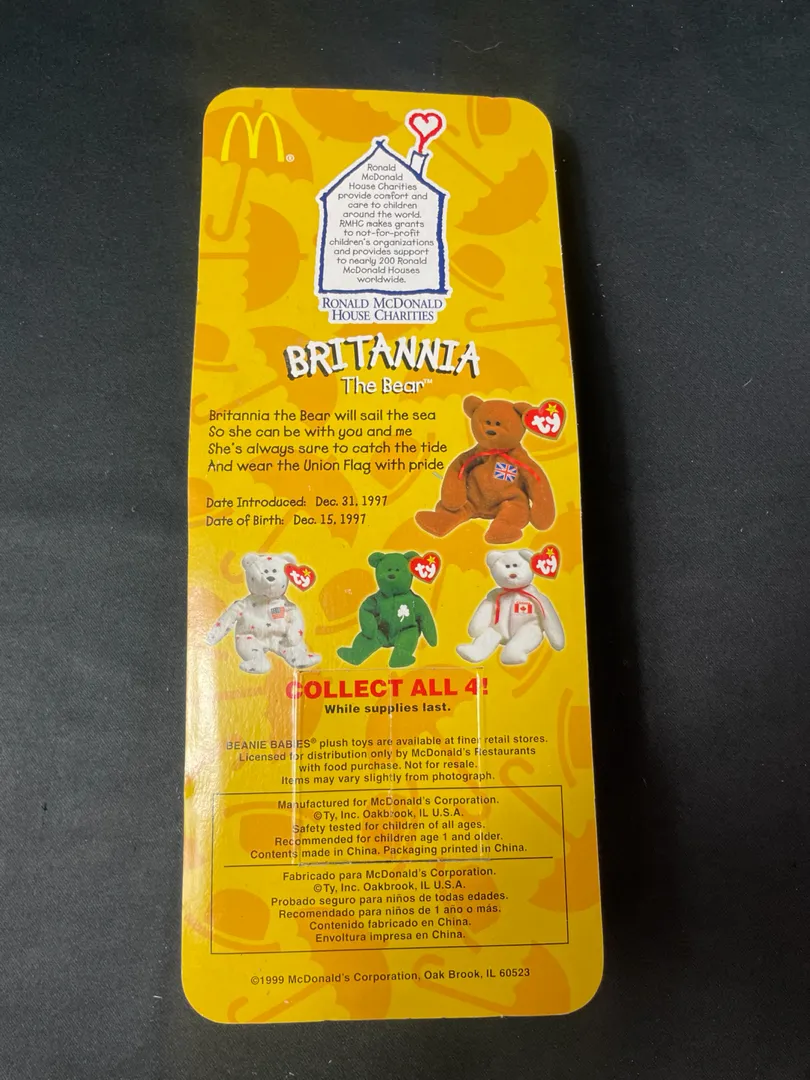 M®
Ronald
McDonald
House Charities
provide comfort and
care to children
around the world.
RMHC makes grants
to not-for-profit
children's organizations
and provides support
to nearly 200 Ronald
McDonald Houses
worldwide.
RONALD MCDONALD
HOUSE CHARITIES
BRITANNIA
The Bear™
Britannia the Bear will sail the sea
So she can be with you and me
She's always sure to catch the tide
And wear the Union Flag with pride
ty
Date Introduced: Dec. 31, 1997
Date of Birth: Dec. 15, 1997
ty
ty
ty
COLLECT ALL 4!
While supplies last.
BEANIE BABIES® plush toys are available at finer retail stores.
Licensed for distribution only by McDonald's Restaurants
with food purchase. Not for resale.
Items may vary slightly from photograph.
Manufactured for McDonald's Corporation.
©Ty, Inc. Oakbrook, IL U.S.A.
Safety tested for children of all ages.
Recommended for children age 1 and older.
Contents made in China. Packaging printed in China.
Fabricado para McDonald's Corporation.
©Ty, Inc. Oakbrook, IL U.S.A.
Probado seguro para niños de todas edades.
Recomendado para niños de 1 año o más.
Contenido fabricado en China.
Envoltura impresa en China.
©1999 McDonald's Corporation, Oak Brook, IL 60523